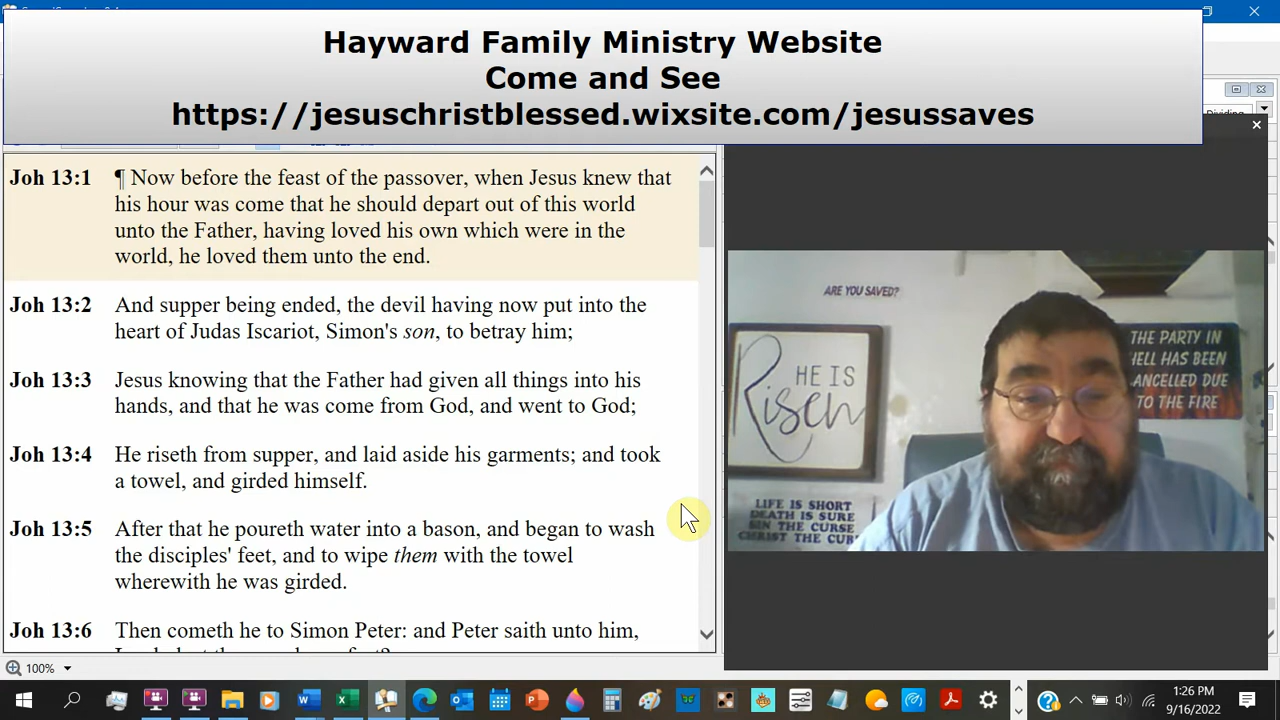 Hayward Family Ministry Website
Come and See
https://jesuschristblessed.wixsite.com/jesussaves
Dividing
Joh 13:1 ¶ Now before the feast of the passover, when Jesus knew that
his hour was come that he should depart out of this world
unto the Father, having loved his own which were in the
world, he loved them unto the end.
Joh 13:2 And supper being ended, the devil having now put into the
heart of Judas Iscariot, Simon's son, to betray him;
Joh 13:3 Jesus knowing that the Father had given all things into his
hands, and that he was come from God, and went to God;
Joh 13:4 He riseth from supper, and laid aside his garments; and took
a towel, and girded himself.
Joh 13:5 After that he poureth water into a bason, and began to wash
the disciples' feet, and to wipe them with the towel
wherewith he was girded.
Joh 13:6 Then cometh he to Simon Peter: and Peter saith unto him,
ARE YOU SAVED?
HE IS
Risen
THE PARTY IN
HELL HAS BEEN
CANCELLED DUE
TO THE FIRE
LIFE IS SHORT
DEATH IS SURE
SIN THE CURSE
CHRIST THE CUR
100%
1:26 PM
9/16/2022